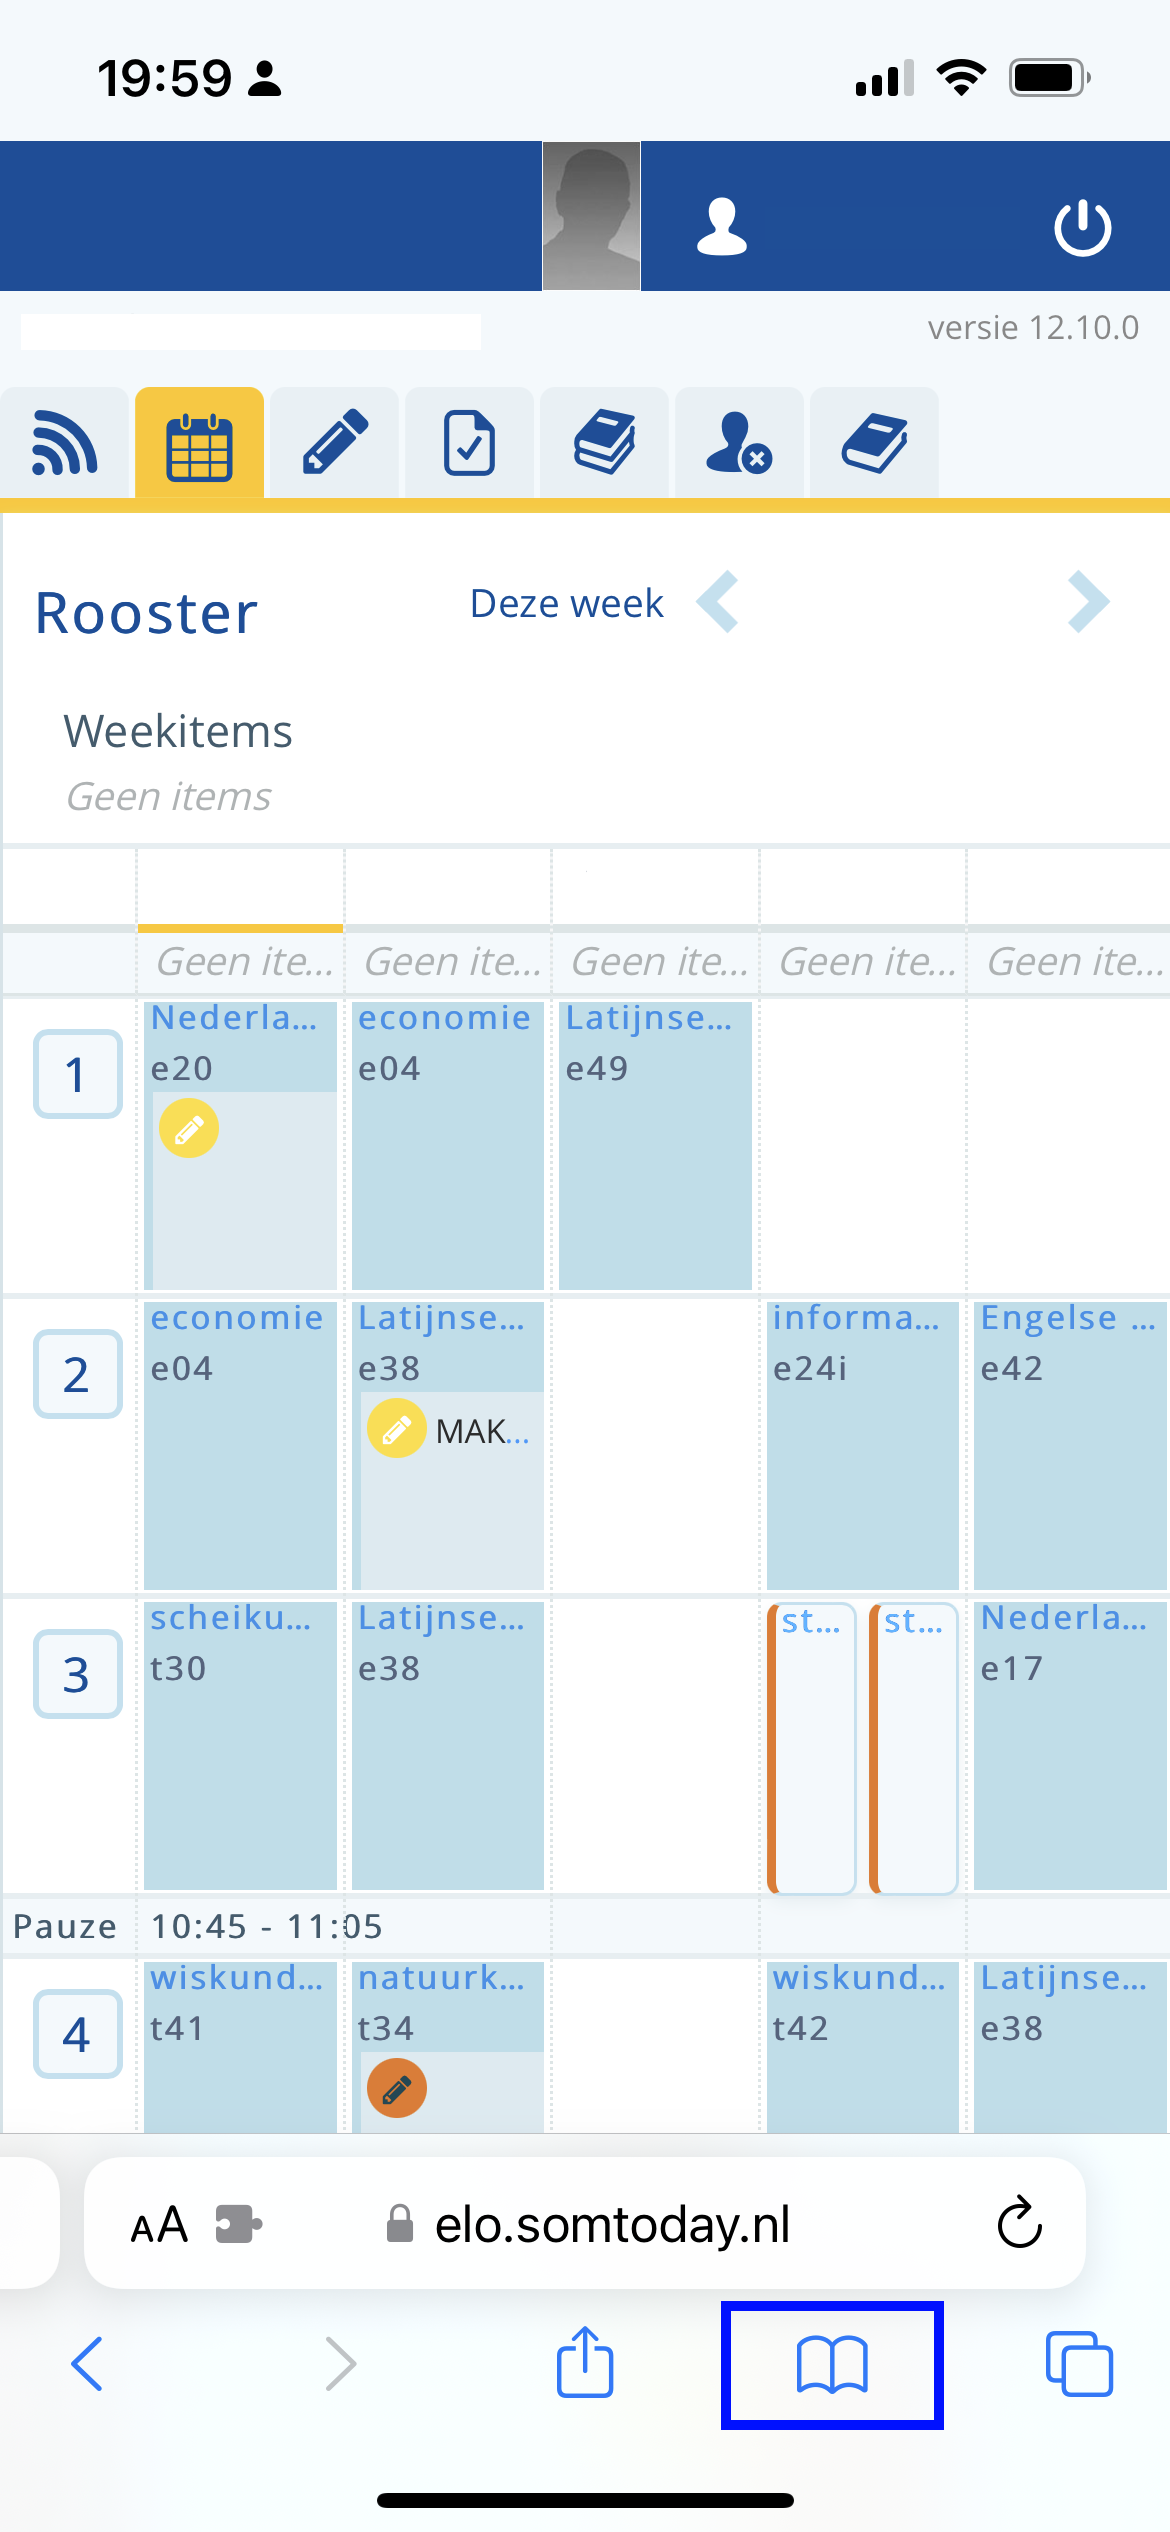 19:59
versie 12.10.0
Rooster
Deze week
Weekitems
Geen items
Geen ite... Geen ite... Geen ite... Geen ite... Geen ite...
1
Nederla...
e20
economie
e04
Latijnse...
e49
2
economie
e04
Latijnse...
e38
MAK...
informa...
e24i
Engelse ...
e42
3
scheiku...
t30
Latijnse...
e38
st...
st...
Nederla...
e17
Pauze 10:45 - 11:05
4
wiskund...
t41
natuurk...
t34
wiskund...
t42
Latijnse...
e38
AA elo.somtoday.nl